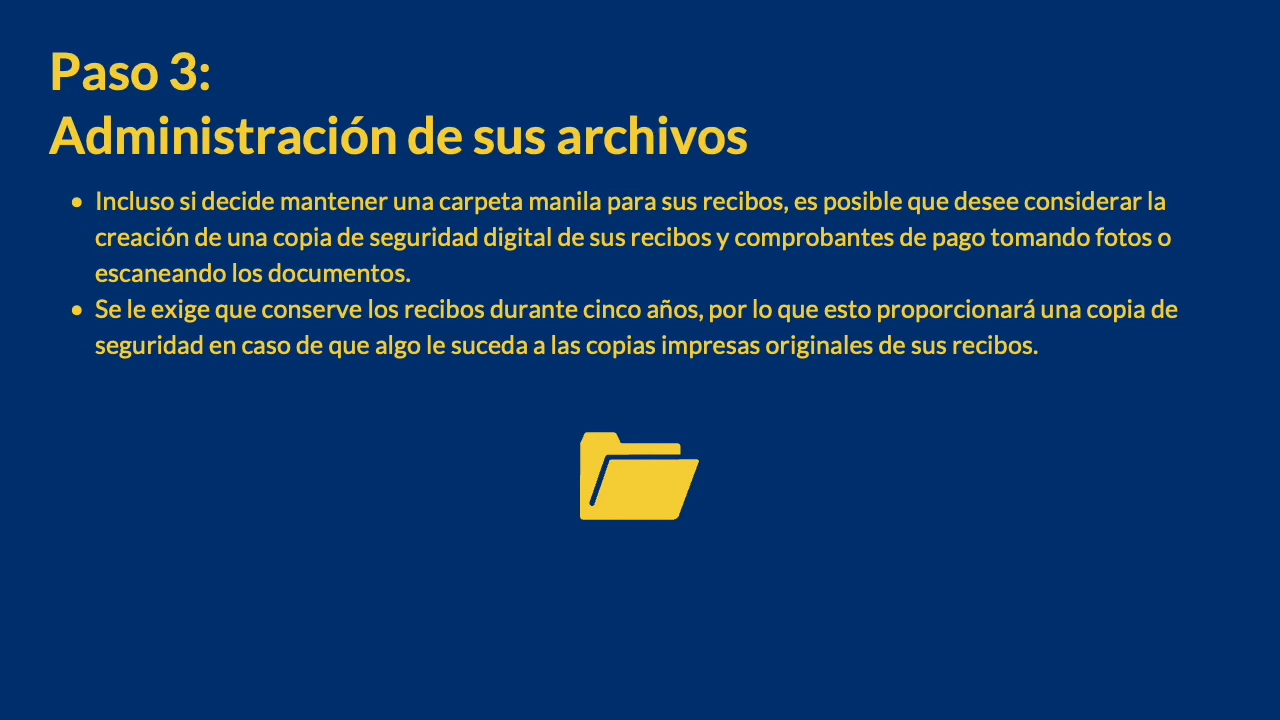 Paso 3:
Administración de sus archivos
• Incluso si decide mantener una carpeta manila para sus recibos, es posible que desee considerar la
creación de una copia de seguridad digital de sus recibos y comprobantes de pago tomando fotos o
escaneando los documentos.
• Se le exige que conserve los recibos durante cinco años, por lo que esto proporcionará una copia de
seguridad en caso de que algo le suceda a las copias impresas originales de sus recibos.